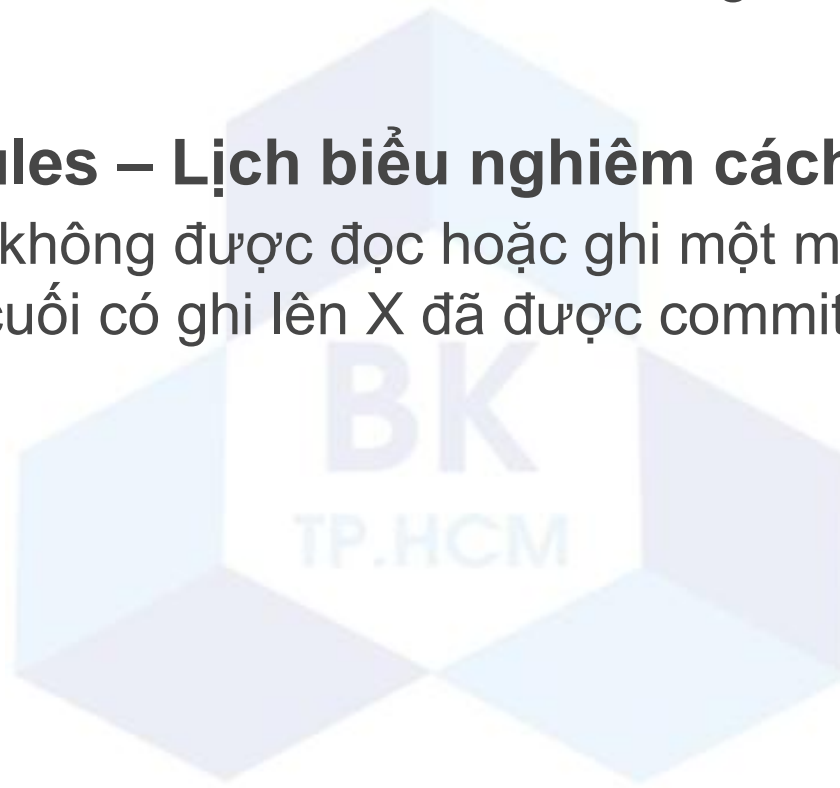 ules – Lịch biểu nghiêm cách
không được đọc hoặc ghi một m
cuối có ghi lên X đã được commit
BK
TP.HCM